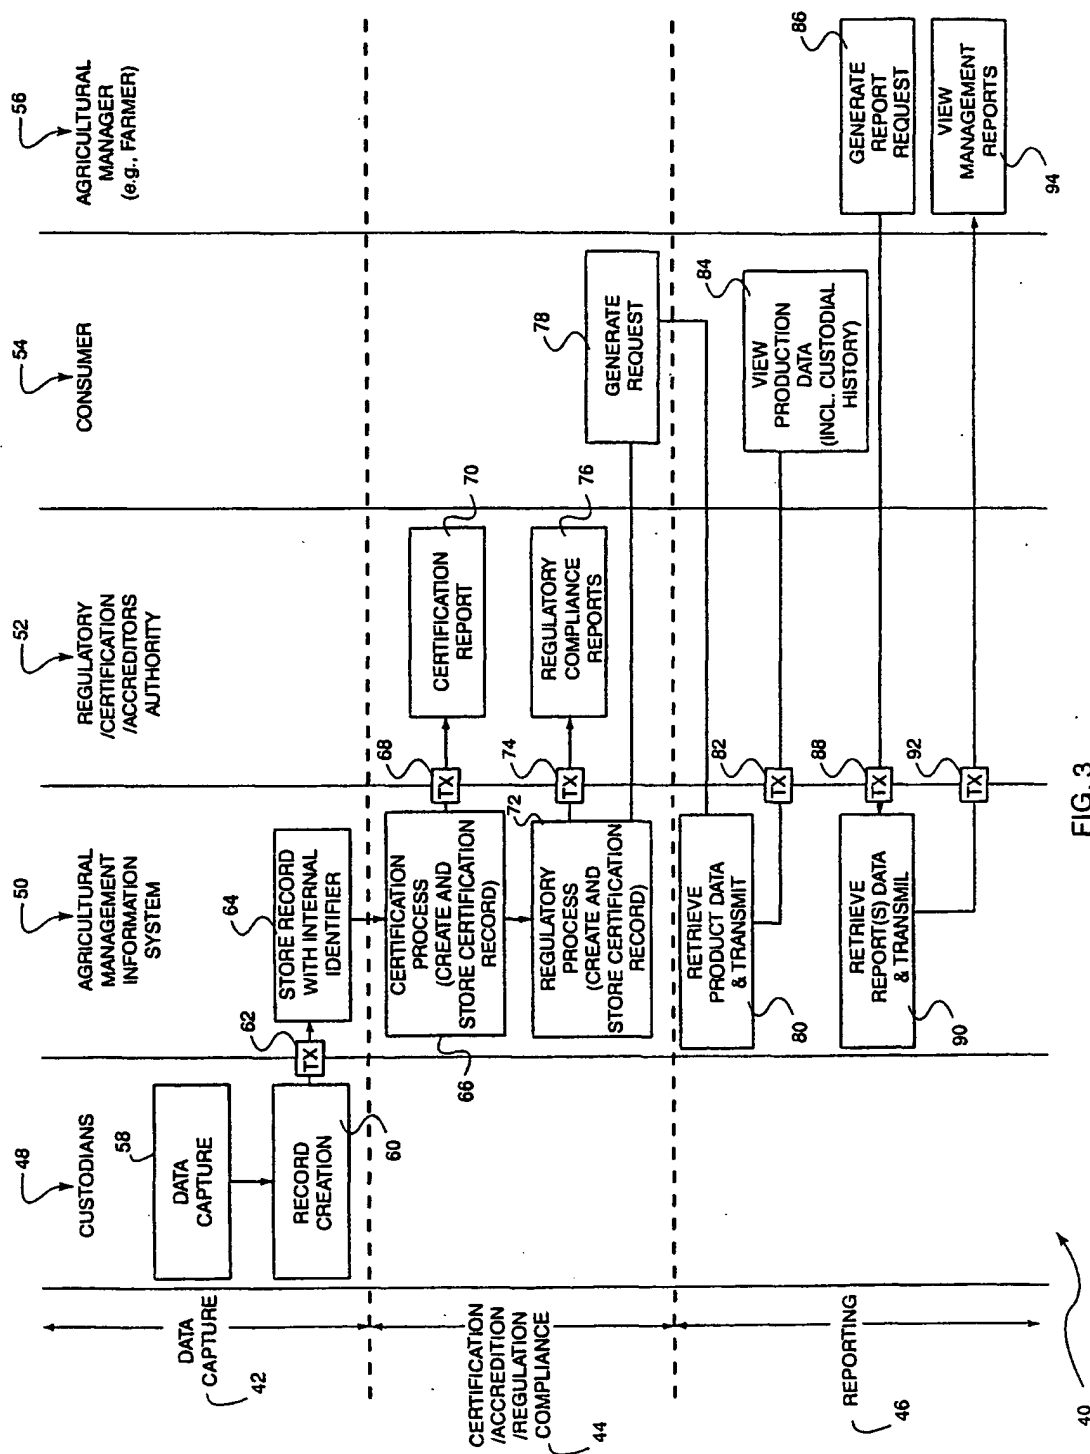 48
CUSTODIANS
50
AGRICULTURAL
MANAGEMENT
INFORMATION
SYSTEM
52
REGULATORY
/CERTIFICATION
/ACCREDITORS
AUTHORITY
54
CONSUMER
56
AGRICULTURAL
MANAGER
(e.g., FARMER)
DATA
CAPTURE
42
58
DATA
CAPTURE
RECORD
CREATION
60
62
TX
64
STORE RECORD
WITH INTERNAL
IDENTIFIER
CERTIFICATION
/ACCREDITION
/REGULATION
COMPLIANCE
44
CERTIFICATION
PROCESS
(CREATE AND
STORE CERTIFICATION
RECORD)
66
68
TX
CERTIFICATION
REPORT
70
72
REGULATORY
PROCESS
(CREATE AND
STORE CERTIFICATION
RECORD)
74
TX
REGULATORY
COMPLIANCE
REPORTS
76
78
GENERATE
REQUEST
REPORTING
46
RETRIEVE
PRODUCT DATA
& TRANSMIT
80
82
TX
84
VIEW
PRODUCTION
DATA
(INCL. CUSTODIAL
HISTORY)
86
GENERATE
REPORT
REQUEST
88
TX
RETRIEVE
REPORT(S) DATA
& TRANSMIL
90
92
TX
VIEW
MANAGEMENT
REPORTS
94
40
FIG. 3